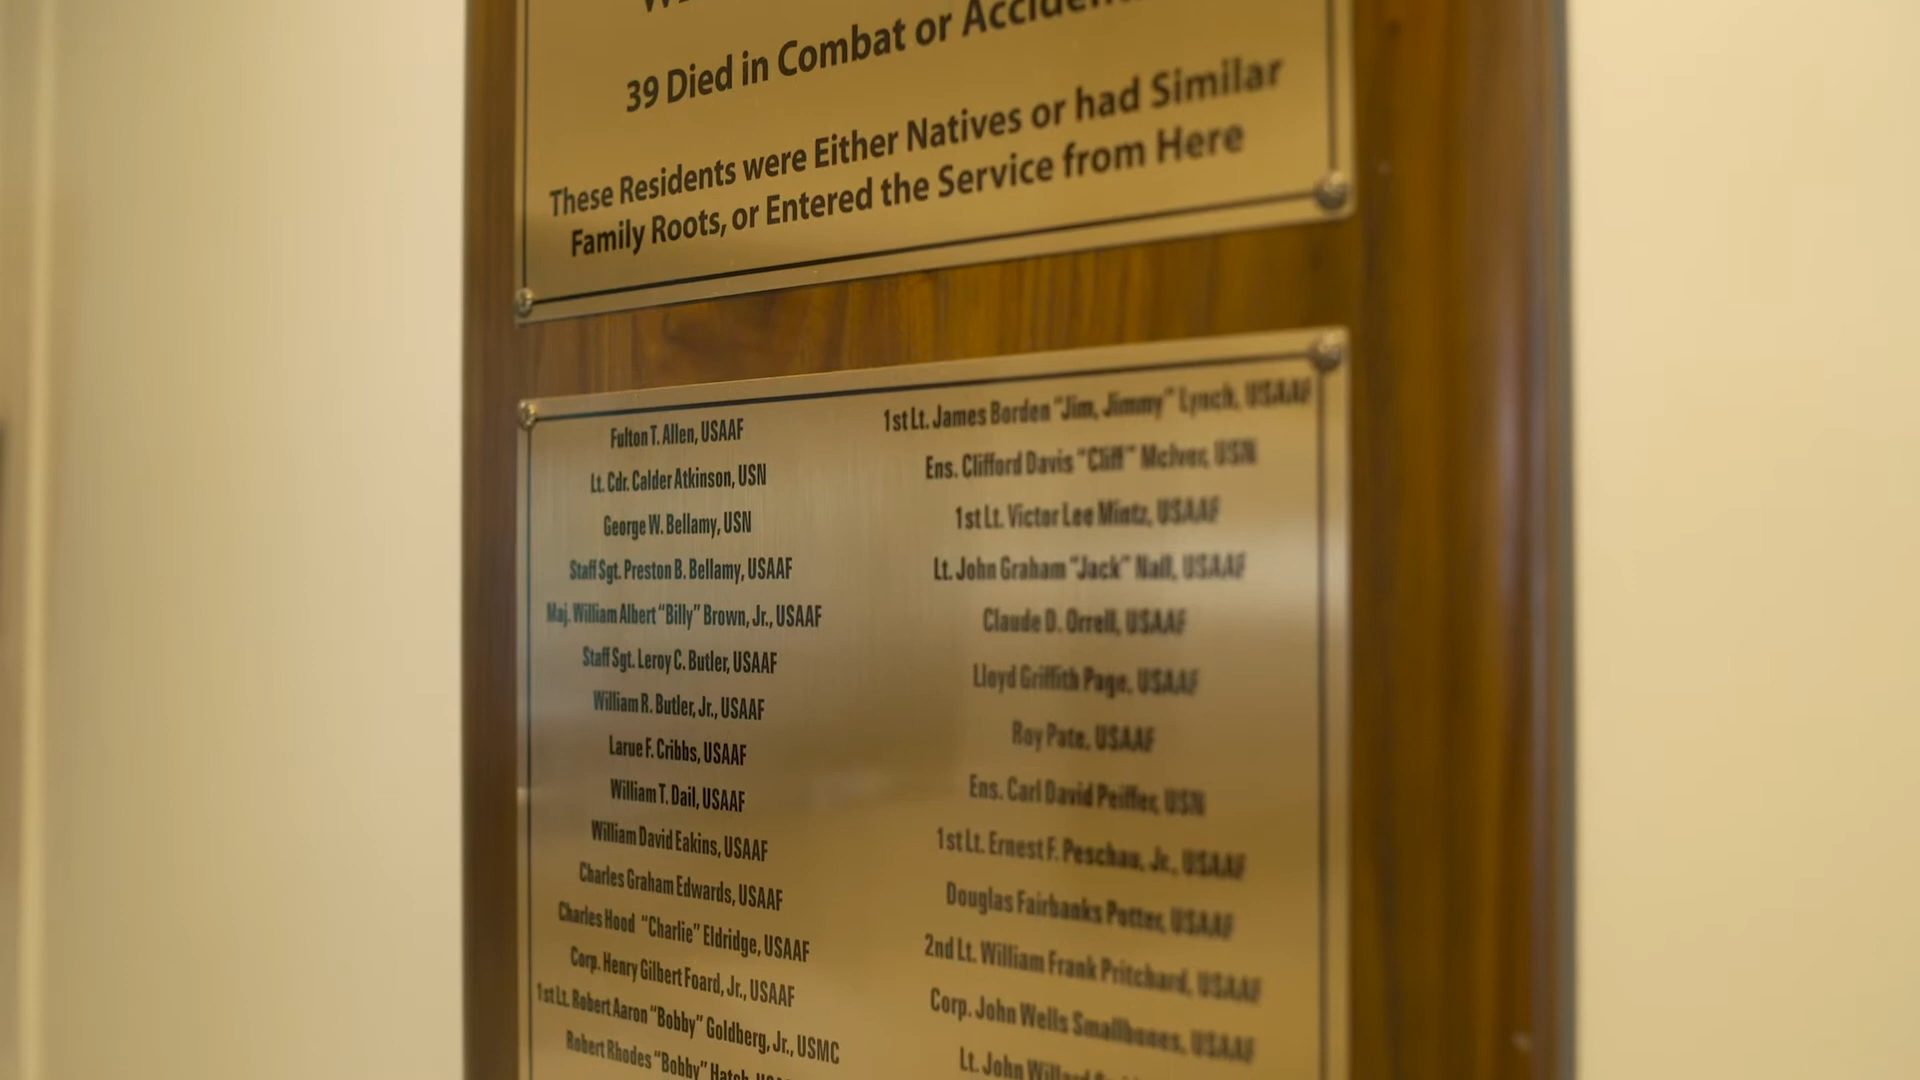 39 Died in Combat or
These Residents were Either Natives or had Similar
Family Roots, or Entered the Service from Here
Fulton T. Allen, USAAF
Lt. Cdr. Calder Atkinson, USN
George W. Bellamy, USN
Staff Sgt. Preston B. Bellamy, USAAF
Maj. William Albert “Billy” Brown, Jr., USAAF
Staff Sgt. Leroy C. Butler, USAAF
William R. Butler, Jr., USAAF
Larue F. Cribbs, USAAF
William T. Dail, USAAF
William David Eakins, USAAF
Charles Graham Edwards, USAAF
Charles Hood “Charlie” Eldridge, USAAF
Corp. Henry Gilbert Foard, Jr., USAAF
1st Lt. Robert Aaron “Bobby” Goldberg, Jr., USMC
Robert Rhodes “Bobby”
1st Lt. James Borden “Jim, Jimmy” Lynch, USAAF
Ens. Clifford Davis “Cliff” McIver, USN
1st Lt. Victor Lee Mintz, USAAF
Lt. John Graham “Jack” Nall, USAAF
Claude D. Orrell, USAAF
Lloyd Griffith Page, USAAF
Roy Pate, USAAF
Ens. Carl David Peiffer, USN
1st Lt. Ernest F. Peschau, Jr., USAAF
Douglas Fairbanks Potter, USAAF
2nd Lt. William Frank Pritchard, USAAF
Corp. John Wells Smallbones, USAAF
Lt. John Willard